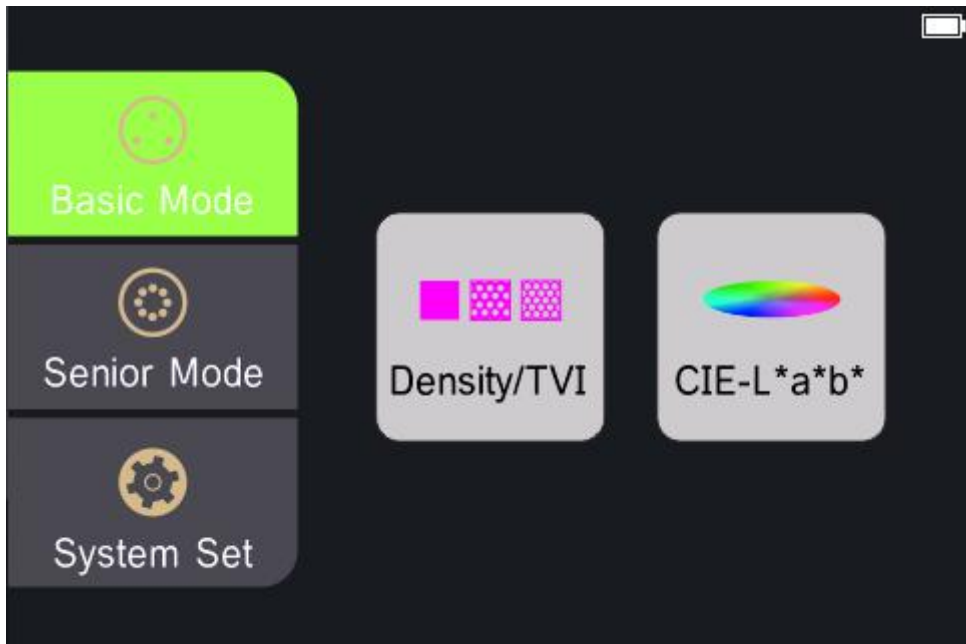 Basic Mode
Senior Mode
System Set
Density/TVI
CIE-L*a*b*